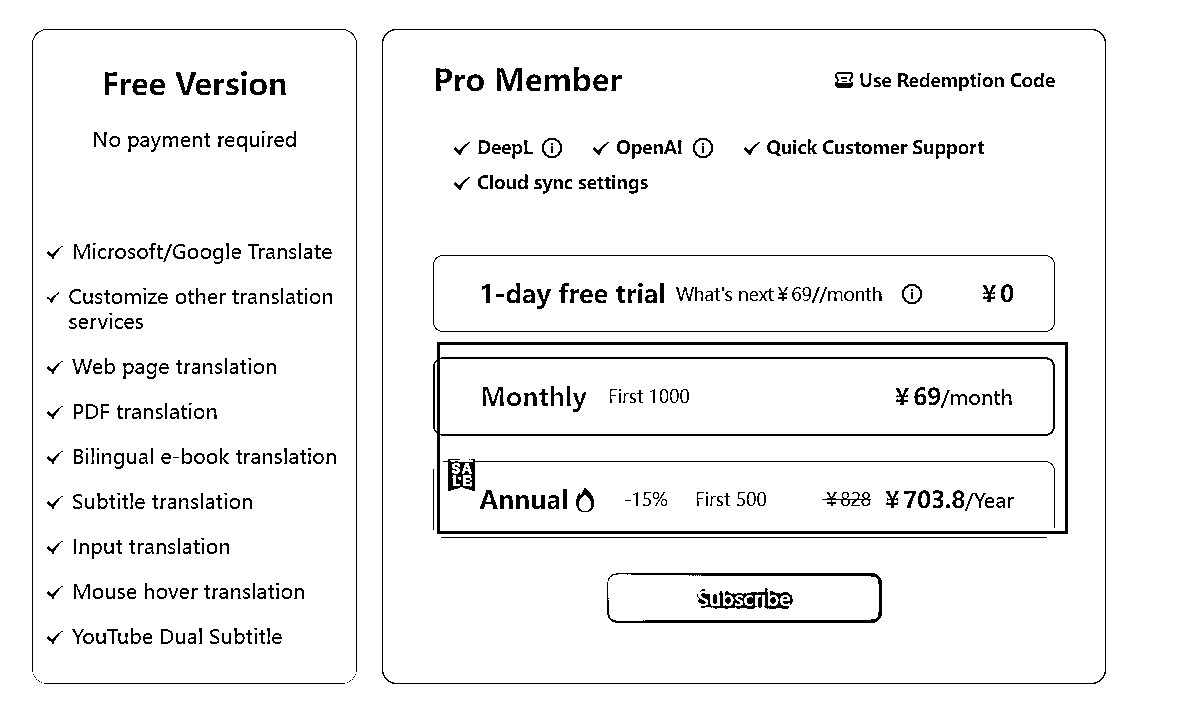 Free Version
No payment required
Microsoft/Google Translate
Customize other translation
services
Web page translation
PDF translation
Bilingual e-book translation
Subtitle translation
Input translation
Mouse hover translation
YouTube Dual Subtitle
Pro Member
Use Redemption Code
DeepL
OpenAI
Quick Customer Support
Cloud sync settings
1-day free trial What's next ¥69//month ¥0
Monthly First 1000 ¥69/month
SALE
Annual -15% First 500 ¥828 ¥703.8/Year
Subscribe